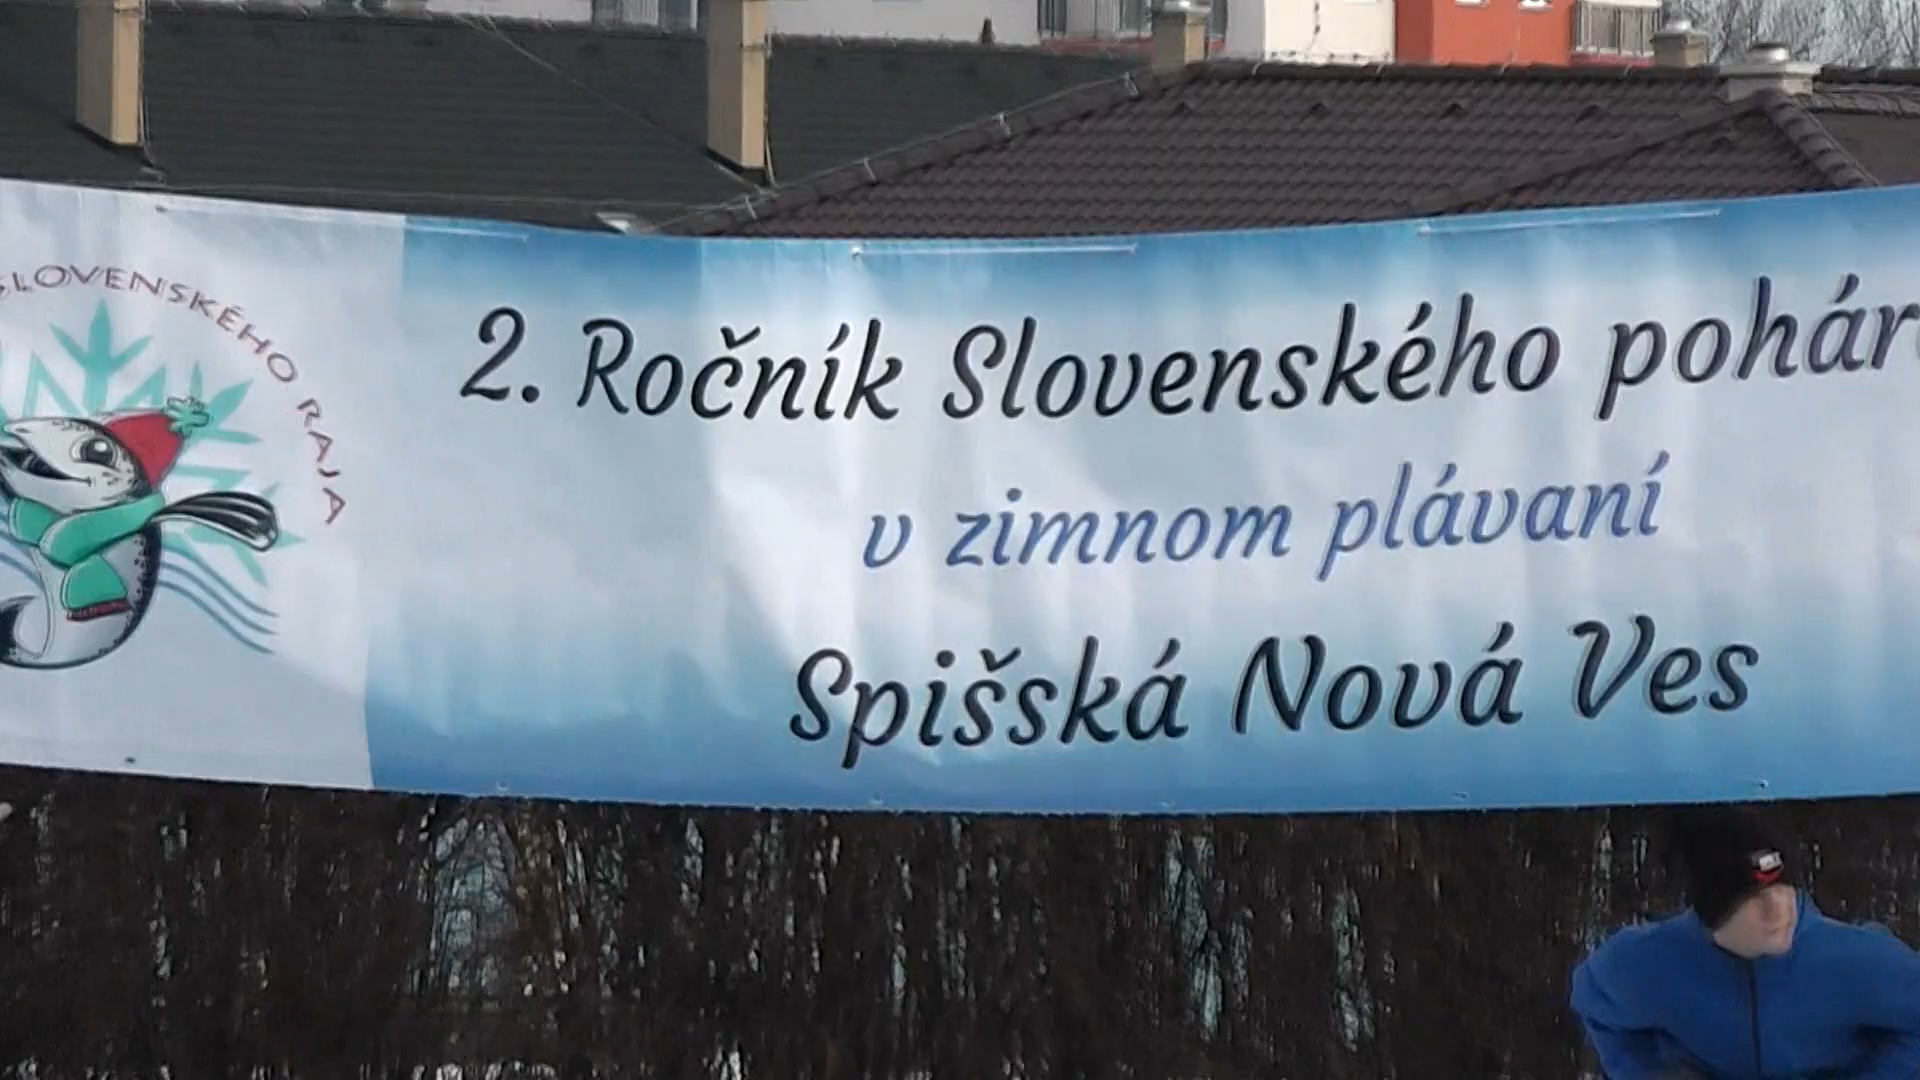 SLOVENSKÉHO RAJA
2. Ročník Slovenského pohár
v zimnom plávaní
Spišská Nová Ves